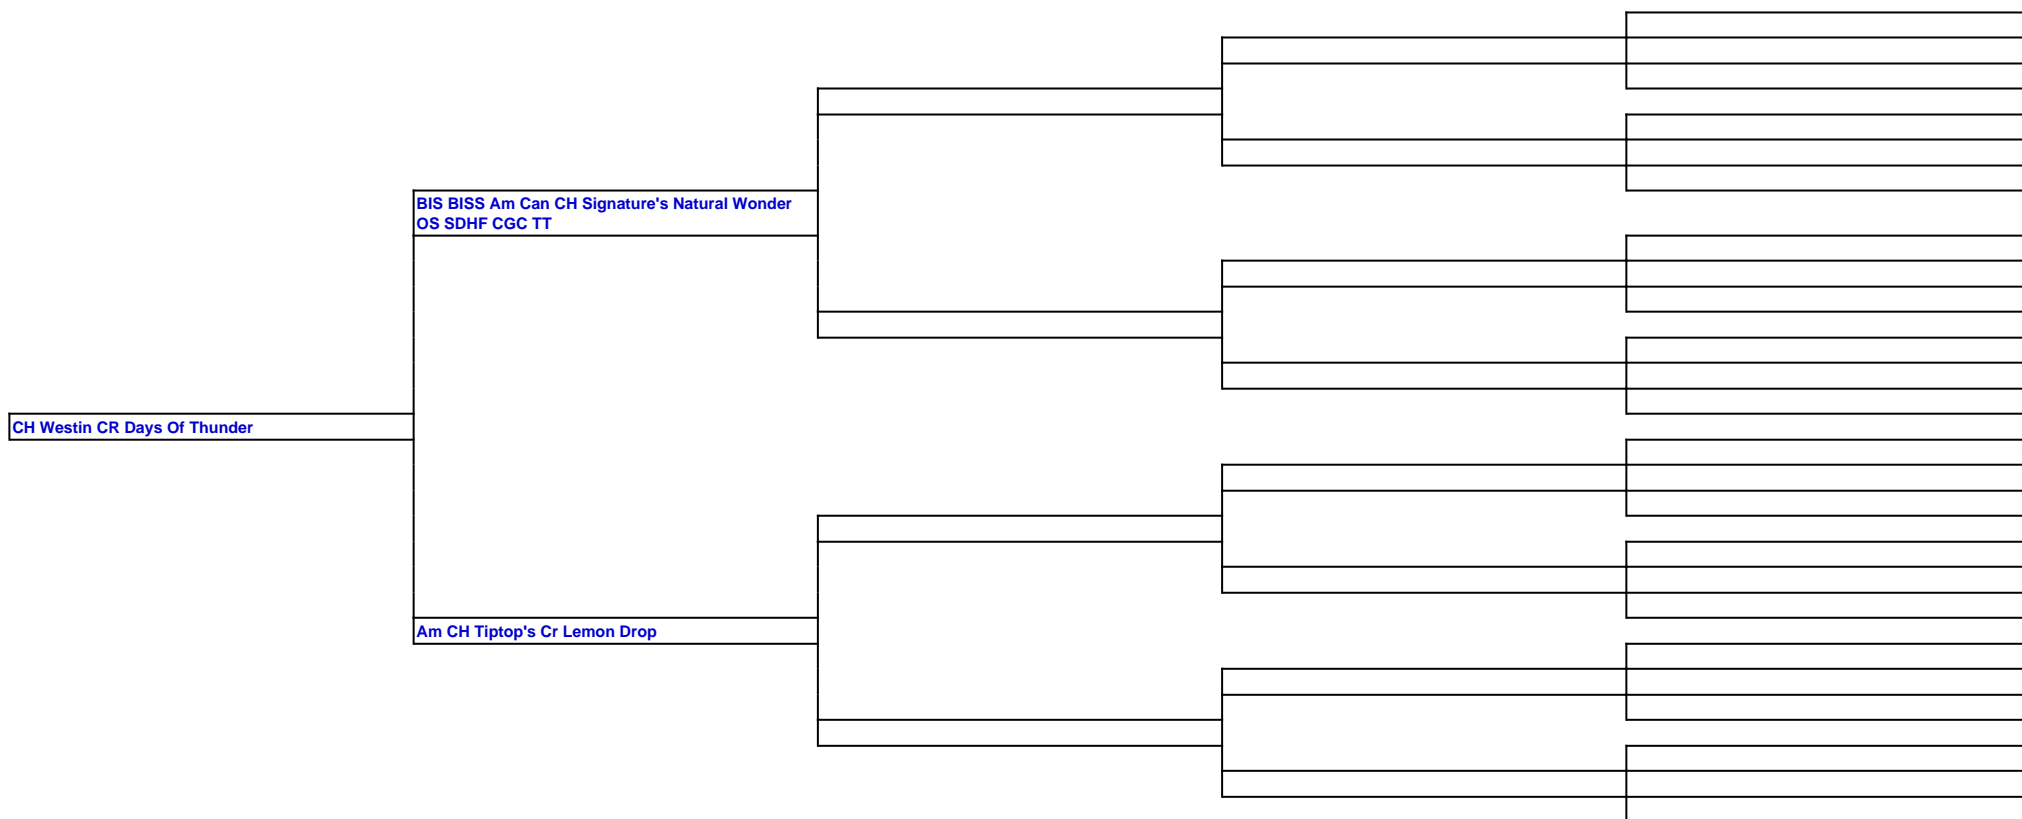 BIS BISS Am Can CH Signature's Natural Wonder
OS SDHF CGC TT
CH Westin CR Days Of Thunder
Am CH Tiptop's Cr Lemon Drop